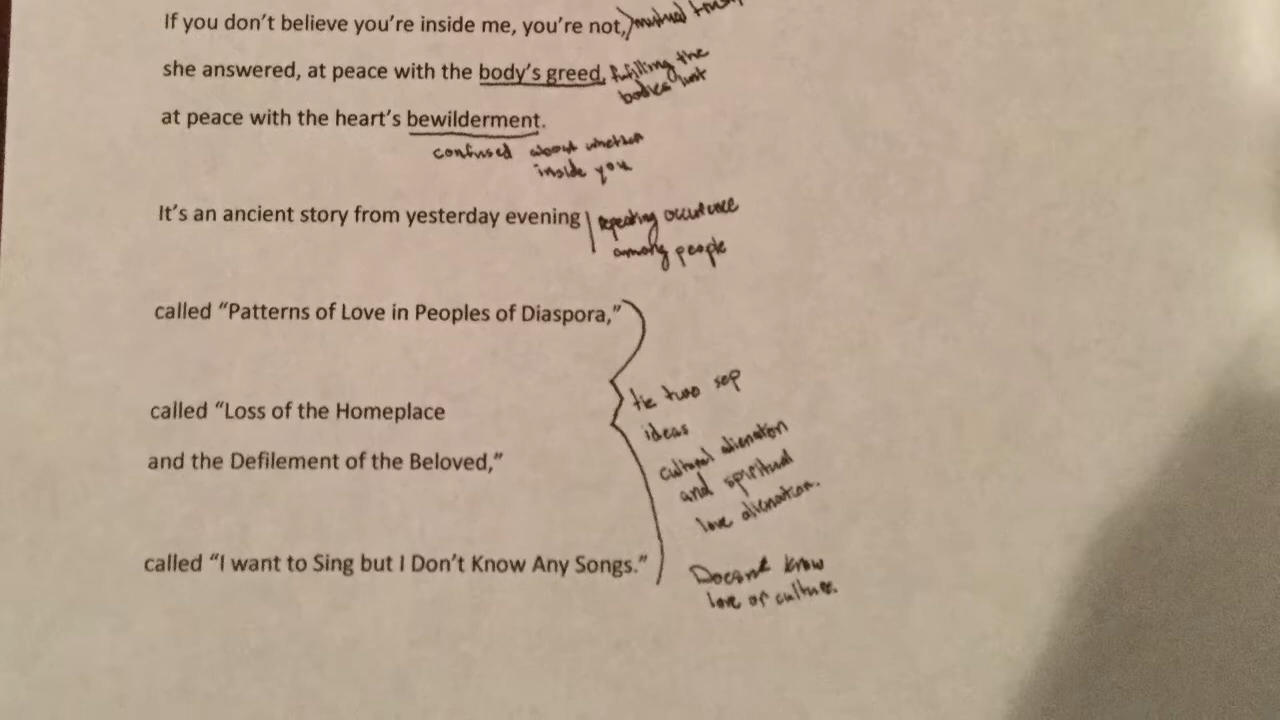 If you don't believe you're inside me, you're not, mutual
she answered, at peace with the body's greed, fulfilling the
bodies lust
at peace with the heart's bewilderment.
confused about whether
inside you
It's an ancient story from yesterday evening repeating occurence
among people
called “Patterns of Love in Peoples of Diaspora,”
tie two sep
called “Loss of the Homeplace
ideas
and the Defilement of the Beloved,”
cultural alienation
and spiritual
love alienation.
called “I want to Sing but I Don't Know Any Songs.”
Doesnt know
love or culture.